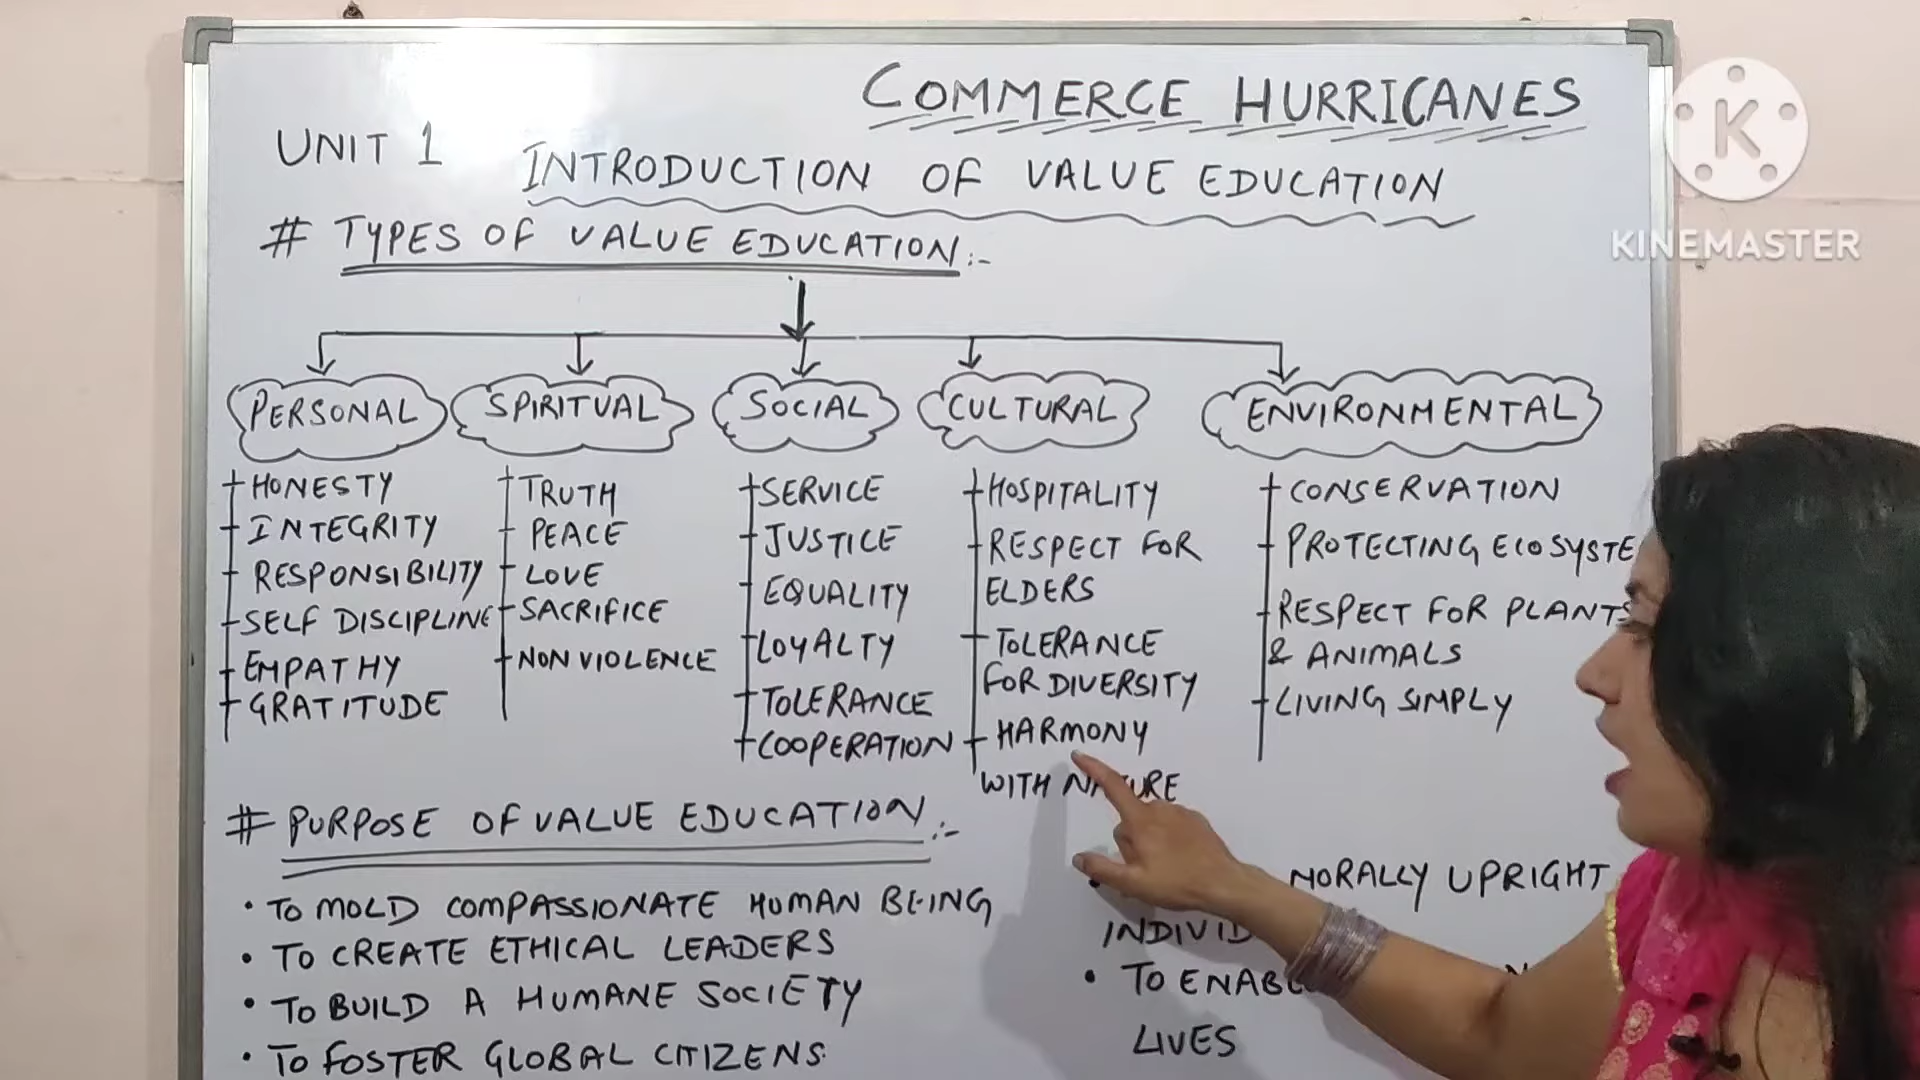 COMMERCE HURRICANES
UNIT 1
INTRODUCTION OF VALUE EDUCATION
# TYPES OF VALUE EDUCATION :-
K
KINEMASTER
PERSONAL
HONESTY
INTEGRITY
RESPONSIBILITY
SELF DISCIPLINE
EMPATHY
GRATITUDE
SPIRITUAL
TRUTH
PEACE
LOVE
SACRIFICE
NON VIOLENCE
SOCIAL
SERVICE
JUSTICE
EQUALITY
LOYALTY
TOLERANCE
COOPERATION
CULTURAL
HOSPITALITY
RESPECT FOR
ELDERS
TOLERANCE
FOR DIVERSITY
HARMONY
WITH
ENVIRONMENTAL
CONSERVATION
PROTECTING ECOSYSTE
RESPECT FOR PLANTS
& ANIMALS
LIVING SIMPLY
# PURPOSE OF VALUE EDUCATION :-
• TO MOLD COMPASSIONATE HUMAN BEING
• TO CREATE ETHICAL LEADERS
• TO BUILD A HUMANE SOCIETY
• TO FOSTER GLOBAL CITIZENS
MORALLY UPRIGHT
• TO
LIVES